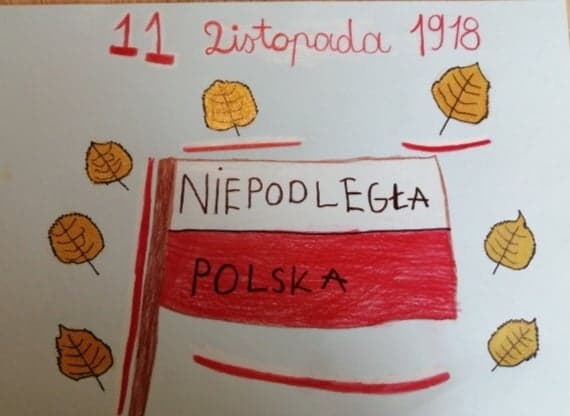 11 Listopada 1918
NIEPODLEGŁA
POLSKA